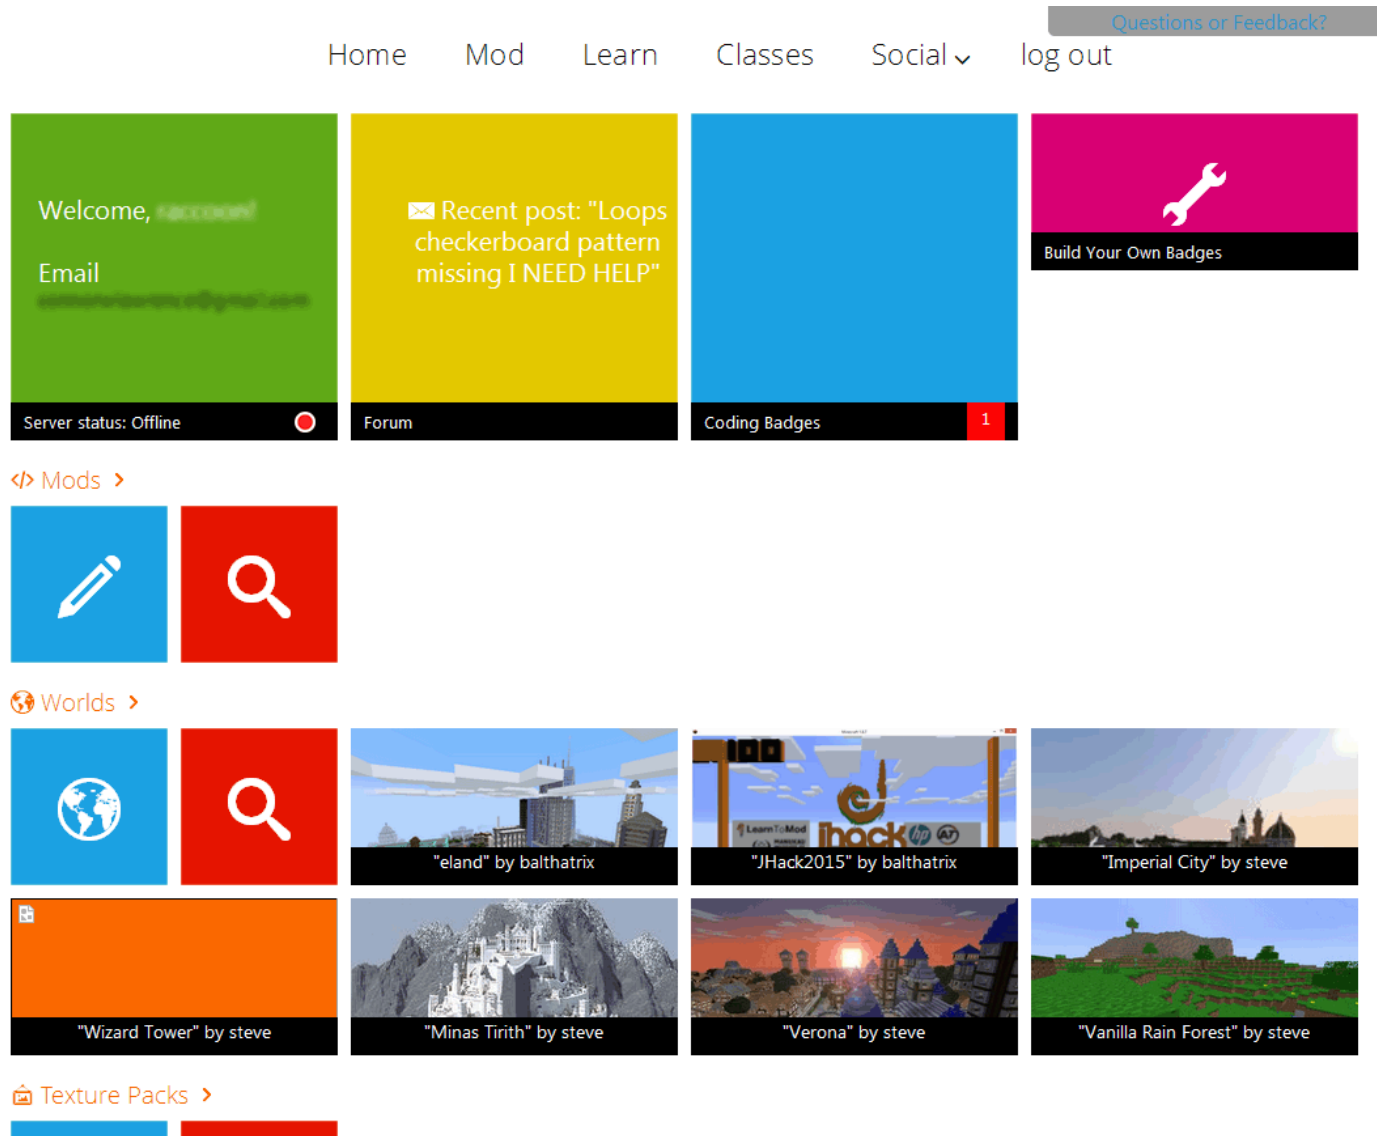 Questions or Feedback?
Home Mod Learn Classes Social log out
Welcome,
Email
Server status: Offline
Recent post: "Loops
checkerboard pattern
missing I NEED HELP"
Forum
Coding Badges 1
Build Your Own Badges
</> Mods
Worlds
"eland" by balthatrix
LearnToMod
jhack
hp
"JHack2015" by balthatrix
"Imperial City" by steve
"Wizard Tower" by steve
"Minas Tirith" by steve
"Verona" by steve
"Vanilla Rain Forest" by steve
Texture Packs